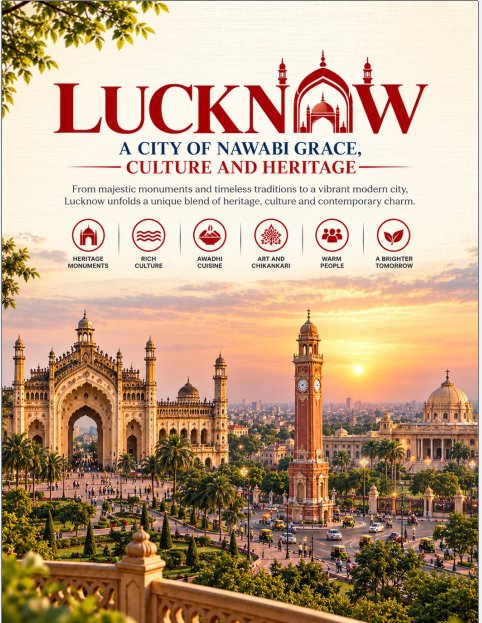 LUCKNOW
A CITY OF NAWABI GRACE,
CULTURE AND HERITAGE
From majestic monuments and timeless traditions to a vibrant modern city,
Lucknow unfolds a unique blend of heritage, culture and contemporary charm.
HERITAGE
MONUMENTS
RICH
CULTURE
AWADHI
CUISINE
ART AND
CHIKANKARI
WARM
PEOPLE
A BRIGHTER
TOMORROW